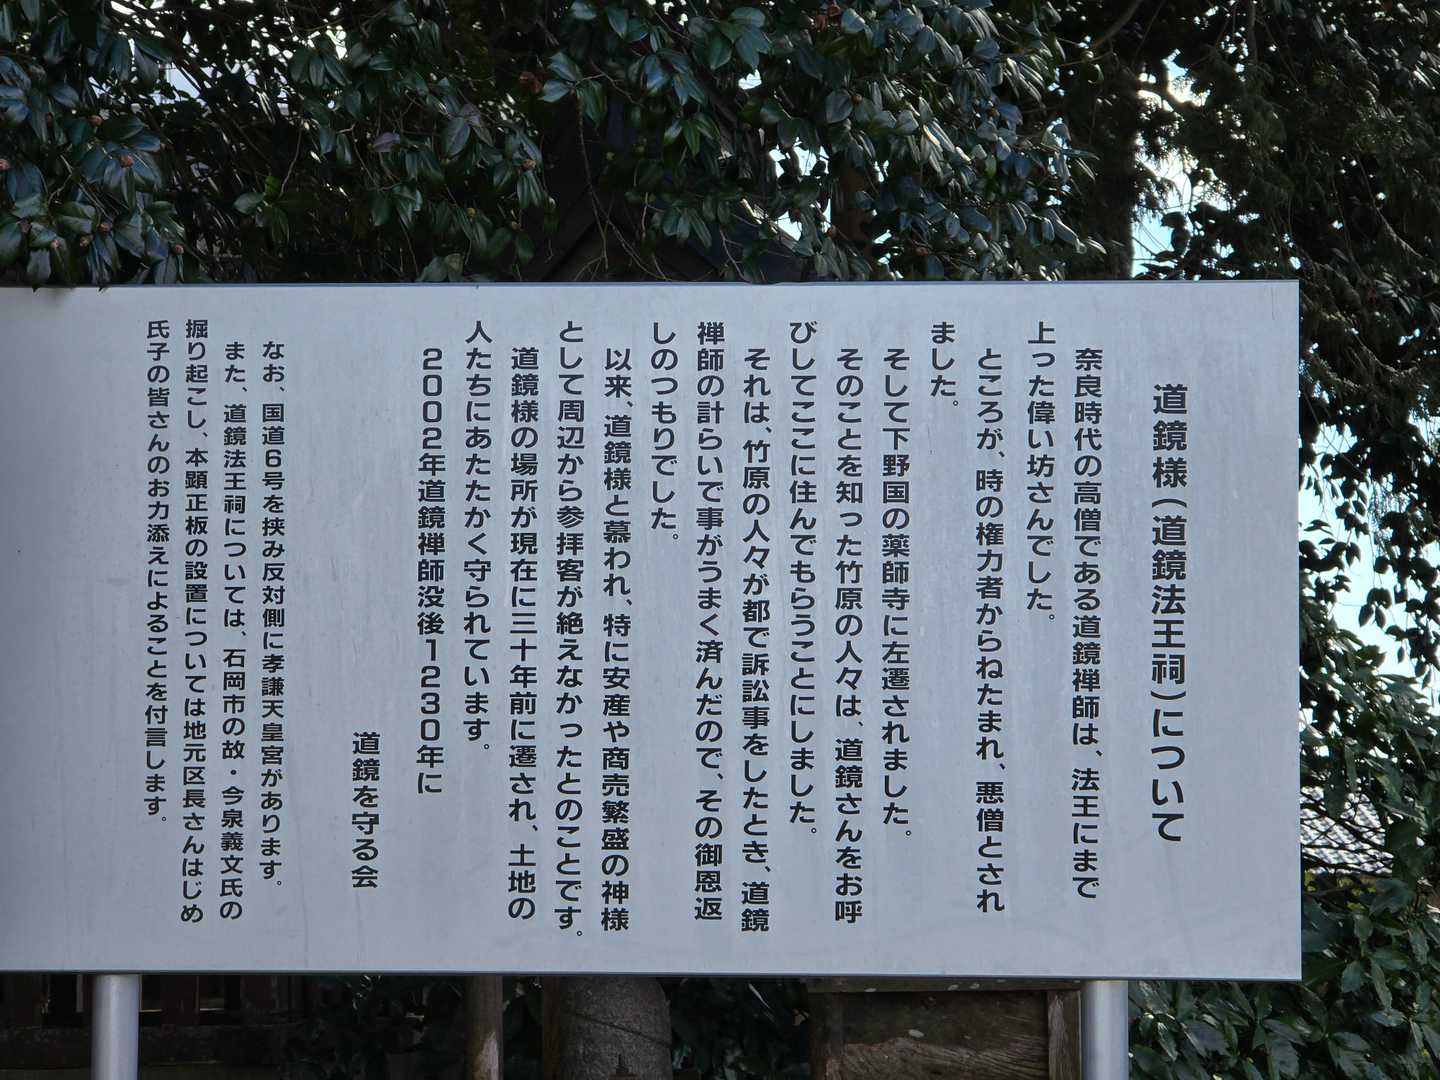 道鏡様(道鏡法王祠)について
奈良時代の高僧である道鏡禅師は、法王にまで
上った偉い坊さんでした。
ところが、時の権力者からねたまれ、悪僧とされ
ました。
そして下野国の薬師寺に左遷されました。
そのことを知った竹原の人々は、道鏡さんをお呼
びしてここに住んでもらうことにしました。
それは、竹原の人々が都で訴訟事をしたとき、道鏡
禅師の計らいで事がうまく済んだので、その御恩返
しのつもりでした。
以来、道鏡様と慕われ、特に安産や商売繁盛の神様
として周辺から参拝客が絶えなかったとのことです。
道鏡様の場所が現在に三十年前に遷され、土地の
人たちにあたたかく守られています。
2002年道鏡禅師没後1230年に
道鏡を守る会
なお、国道6号を挟み反対側に孝謙天皇宮があります。
また、道鏡法王祠については、石岡市の故・今泉義文氏の
掘り起こし、本顕正板の設置については地元区長さんはじめ
氏子の皆さんのお力添えによることを付言します。